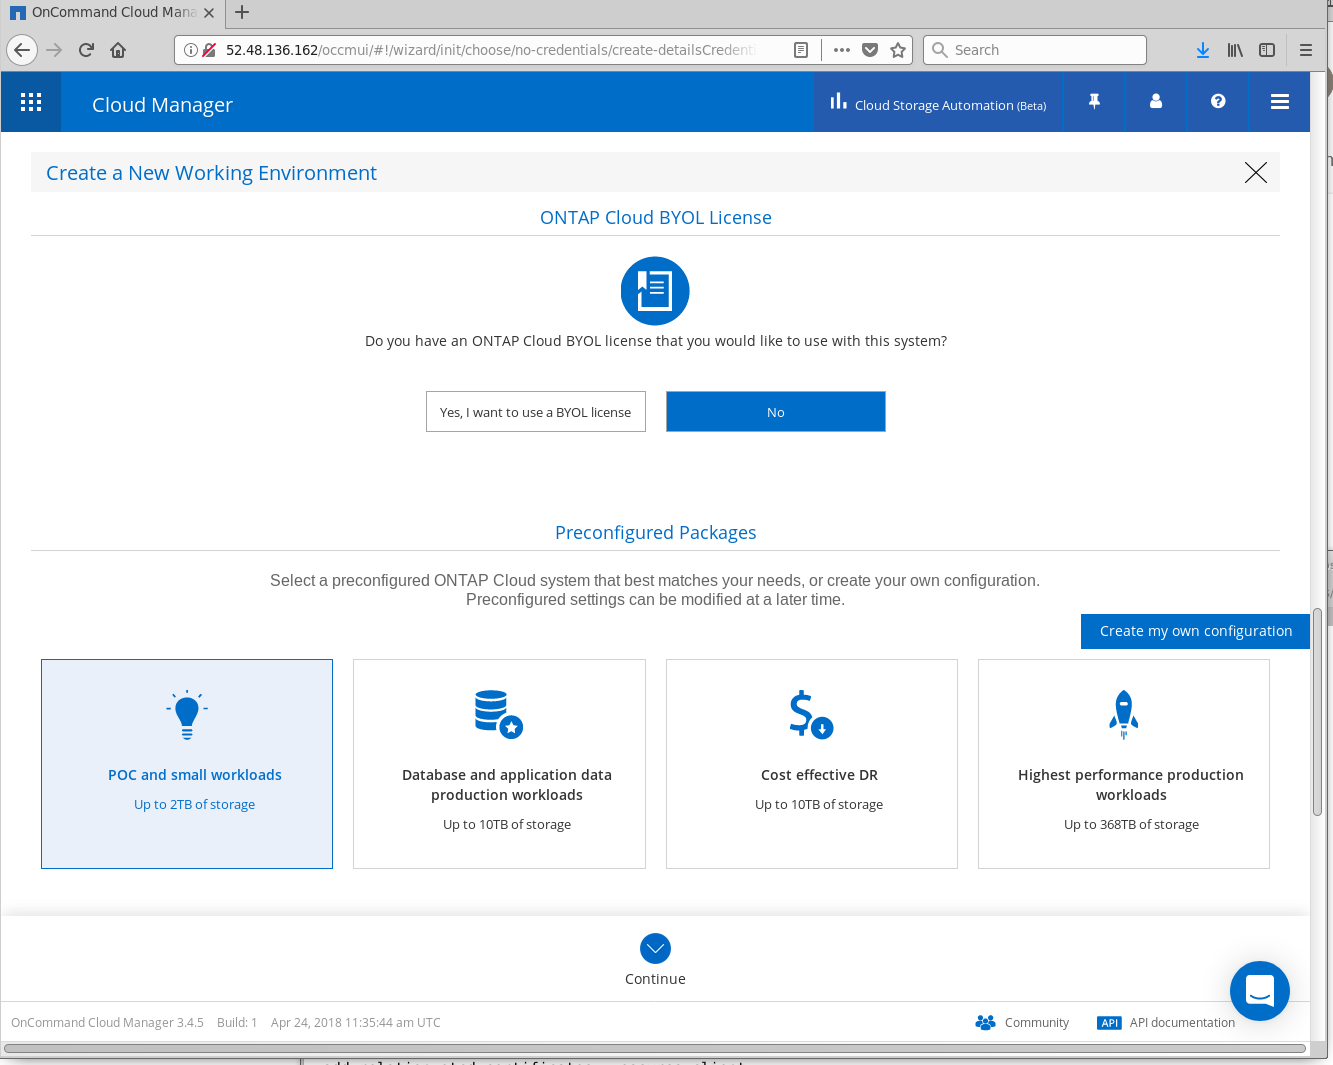 OnCommand Cloud Mana
52.48.136.162/occmui/#!/wizard/init/choose/no-credentials/create-detailsCredent
Search
Cloud Manager
Cloud Storage Automation (Beta)
Create a New Working Environment
ONTAP Cloud BYOL License
Do you have an ONTAP Cloud BYOL license that you would like to use with this system?
Yes, I want to use a BYOL license
No
Preconfigured Packages
Select a preconfigured ONTAP Cloud system that best matches your needs, or create your own configuration.
Preconfigured settings can be modified at a later time.
Create my own configuration
POC and small workloads
Up to 2TB of storage
Database and application data
production workloads
Up to 10TB of storage
Cost effective DR
Up to 10TB of storage
Highest performance production
workloads
Up to 368TB of storage
Continue
OnCommand Cloud Manager 3.4.5 Build: 1 Apr 24, 2018 11:35:44 am UTC
Community
API API documentation